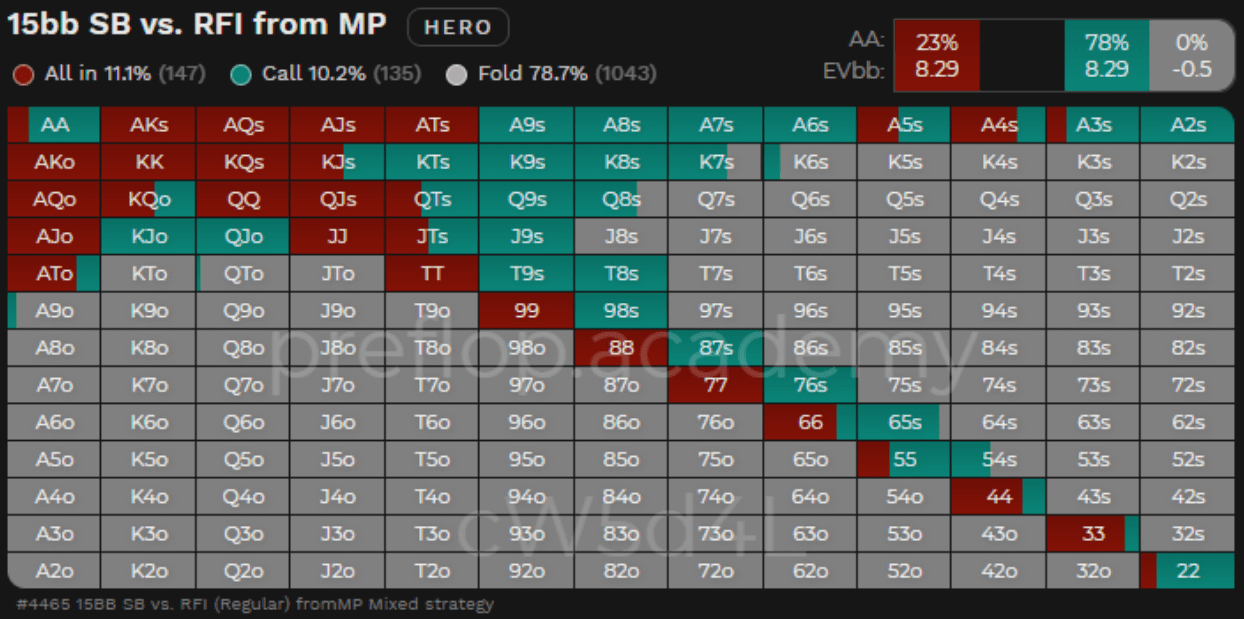 15bb SB vs. RFI from MP HERO
All in 11.1% (147) Call 10.2% (135) Fold 78.7% (1043)
AA: 23% 78% 0%
EVbb: 8.29 8.29 -0.5
AA AKs AQs AJs ATs A9s A8s A7s A6s A5s A4s A3s A2s
AKo KK KQs KJs KTs K9s K8s K7s K6s K5s K4s K3s K2s
AQo KQo QQ QJs QTs Q9s Q8s Q7s Q6s Q5s Q4s Q3s Q2s
AJo KJo QJo JJ JTs J9s J8s J7s J6s J5s J4s J3s J2s
ATo KTo QTo JTo TT T9s T8s T7s T6s T5s T4s T3s T2s
A9o K9o Q9o J9o T9o 99 98s 97s 96s 95s 94s 93s 92s
A8o K8o Q8o J8o T8o 98o 88 87s 86s 85s 84s 83s 82s
A7o K7o Q7o J7o T7o 97o 87o 77 76s 75s 74s 73s 72s
A6o K6o Q6o J6o T6o 96o 86o 76o 66 65s 64s 63s 62s
A5o K5o Q5o J5o T5o 95o 85o 75o 65o 55 54s 53s 52s
A4o K4o Q4o J4o T4o 94o 84o 74o 64o 54o 44 43s 42s
A3o K3o Q3o J3o T3o 93o 83o 73o 63o 53o 43o 33 32s
A2o K2o Q2o J2o T2o 92o 82o 72o 62o 52o 42o 32o 22
preflop.academy
cW5d4L
#4465 15BB SB vs. RFI (Regular) fromMP Mixed strategy